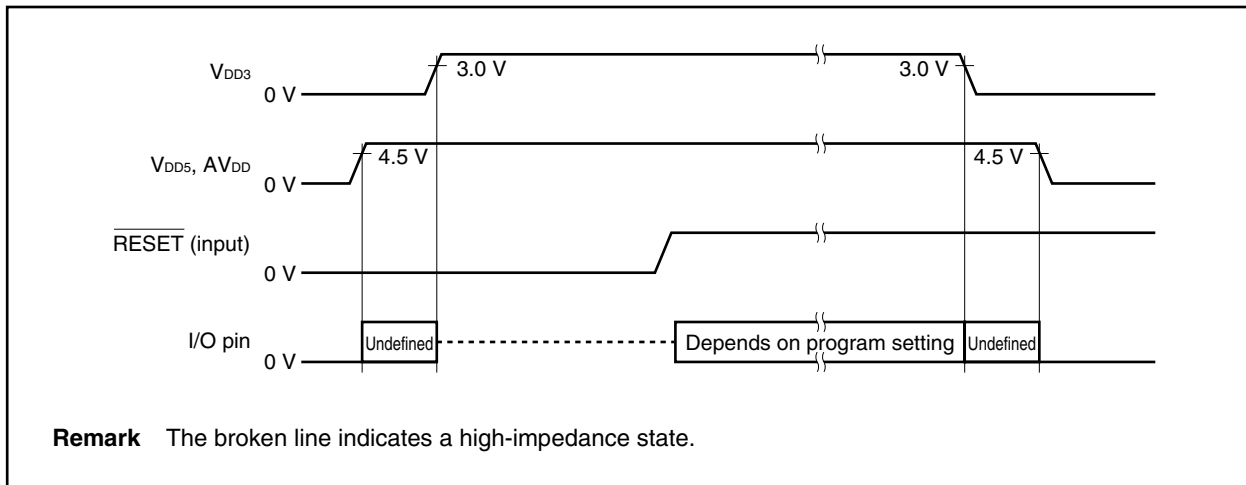 VDD3
3.0 V
3.0 V
0 V
VDD5, AVDD
4.5 V
4.5 V
0 V
RESET (input)
0 V
I/O pin
Undefined
Depends on program setting
Undefined
0 V
Remark The broken line indicates a high-impedance state.